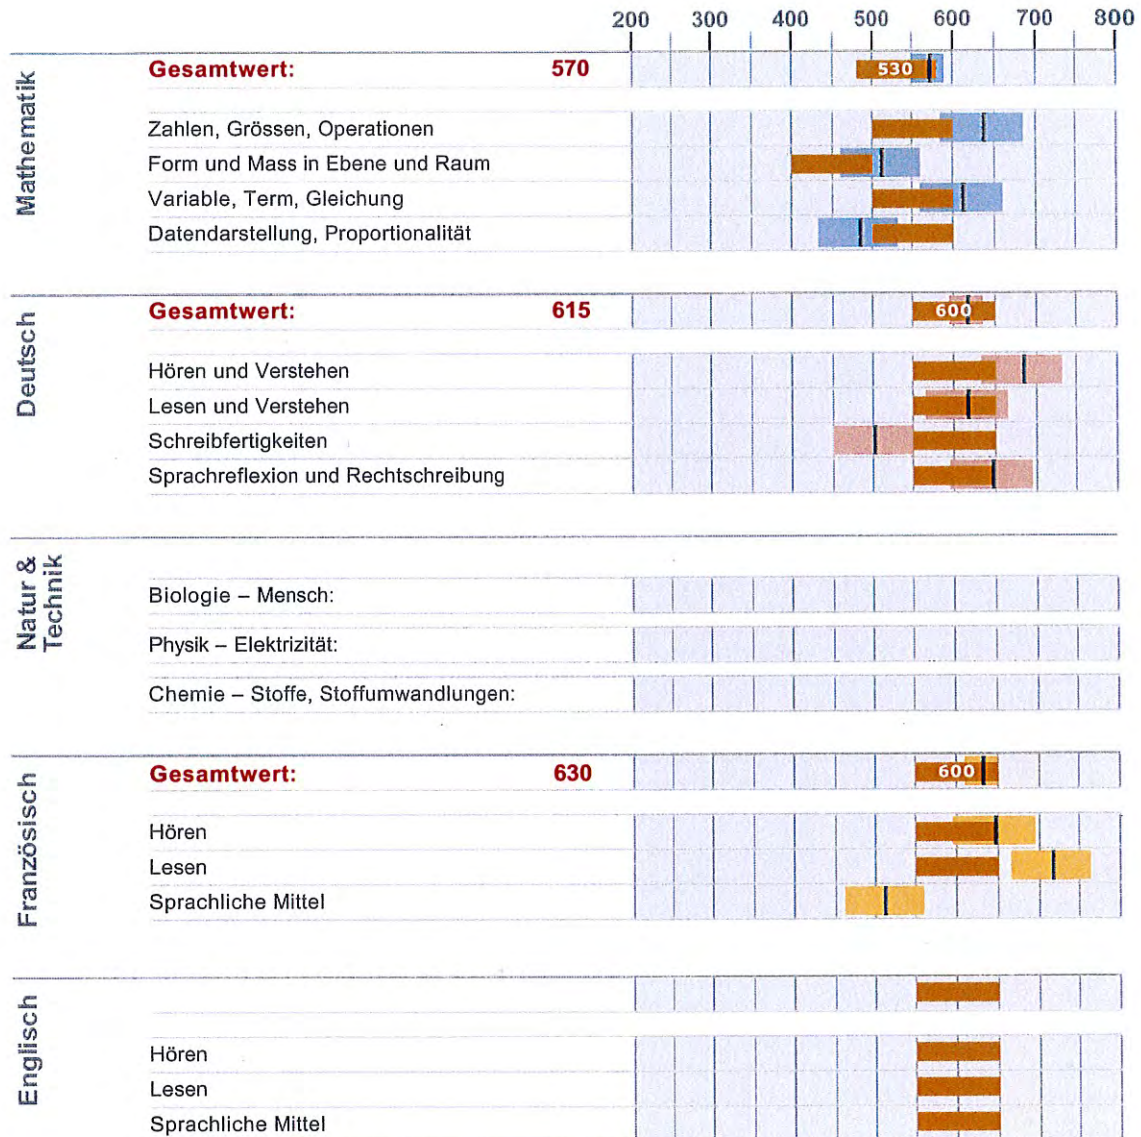 200 300 400 500 600 700 800
Mathematik
Gesamtwert: 570 530
Zahlen, Grössen, Operationen
Form und Mass in Ebene und Raum
Variable, Term, Gleichung
Datendarstellung, Proportionalität
Deutsch
Gesamtwert: 615 600
Hören und Verstehen
Lesen und Verstehen
Schreibfertigkeiten
Sprachreflexion und Rechtschreibung
Natur &
Technik
Biologie – Mensch:
Physik – Elektrizität:
Chemie – Stoffe, Stoffumwandlungen:
Französisch
Gesamtwert: 630 600
Hören
Lesen
Sprachliche Mittel
Englisch
Hören
Lesen
Sprachliche Mittel